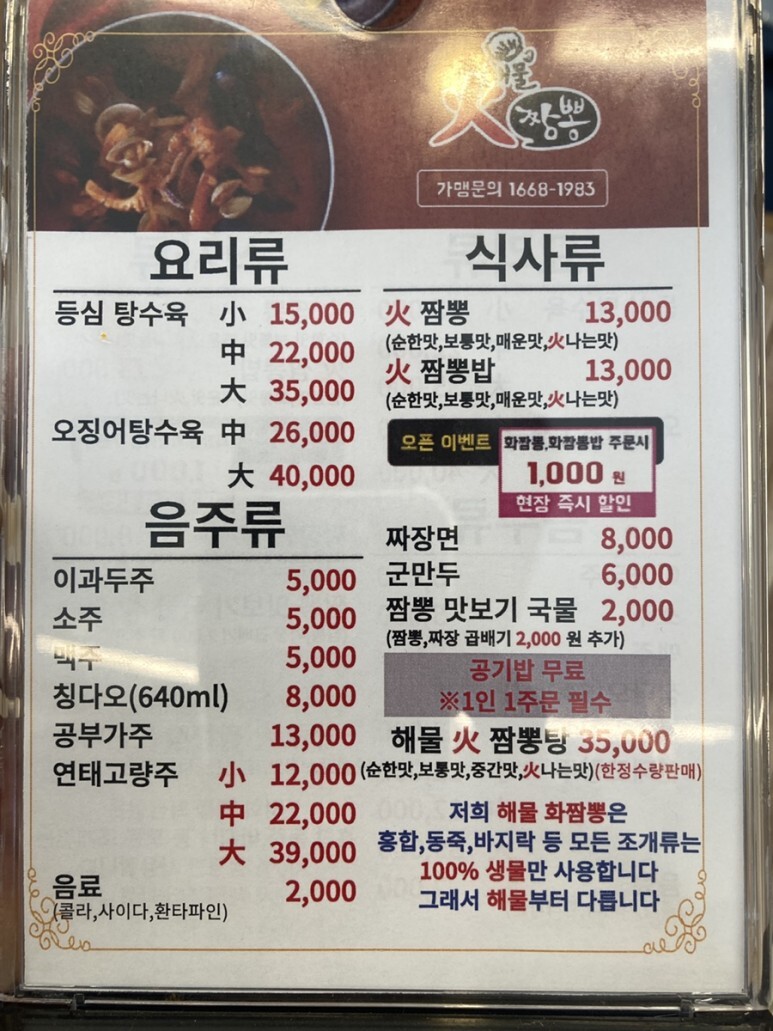 해물
火 짬뽕
가맹문의 1668-1983
요리류
등심 탕수육 小 15,000
中 22,000
大 35,000
오징어탕수육 中 26,000
大 40,000
음주류
이과두주 5,000
소주 5,000
맥주 5,000
칭다오(640ml) 8,000
공부가주 13,000
연태고량주 小 12,000
中 22,000
大 39,000
음료 2,000
(콜라,사이다,환타파인)
식사류
火 짬뽕 13,000
(순한맛,보통맛,매운맛,火나는맛)
火 짬뽕밥 13,000
(순한맛,보통맛,매운맛,火나는맛)
오픈 이벤트
화짬뽕,화짬뽕밥 주문시
1,000 원
현장 즉시 할인
짜장면 8,000
군만두 6,000
짬뽕 맛보기 국물 2,000
(짬뽕,짜장 곱배기 2,000 원 추가)
공기밥 무료
※1인 1주문 필수
해물 火 짬뽕탕 35,000
(순한맛,보통맛,중간맛,火나는맛)(한정수량판매)
저희 해물 화짬뽕은
홍합,동죽,바지락 등 모든 조개류는
100% 생물만 사용합니다
그래서 해물부터 다릅니다